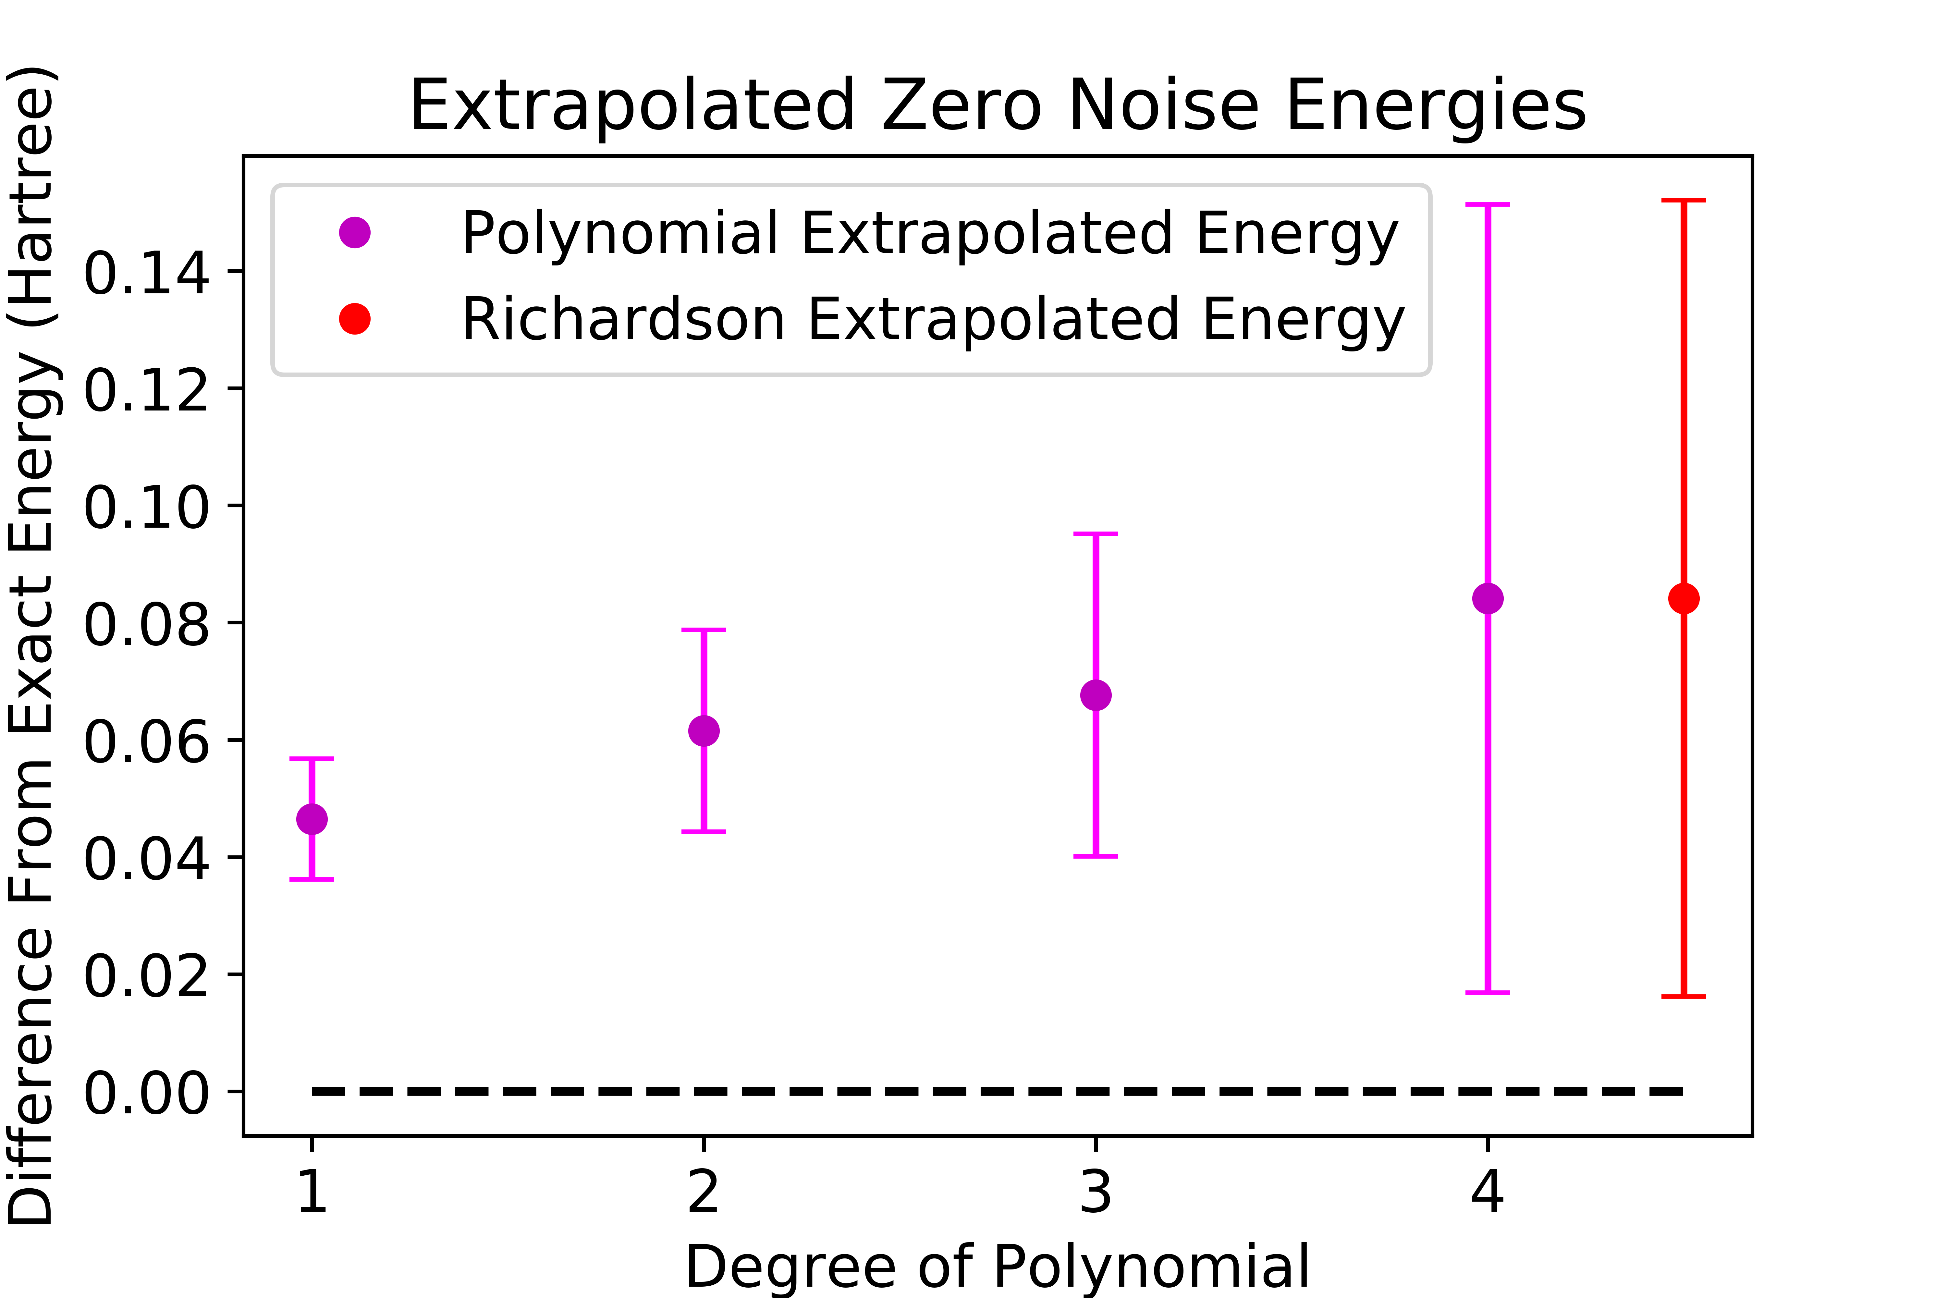 Extrapolated Zero Noise Energies
Polynomial Extrapolated Energy
Richardson Extrapolated Energy
Difference From Exact Energy (Hartree)
0.14
0.12
0.10
0.08
0.06
0.04
0.02
0.00
1 2 3 4
Degree of Polynomial